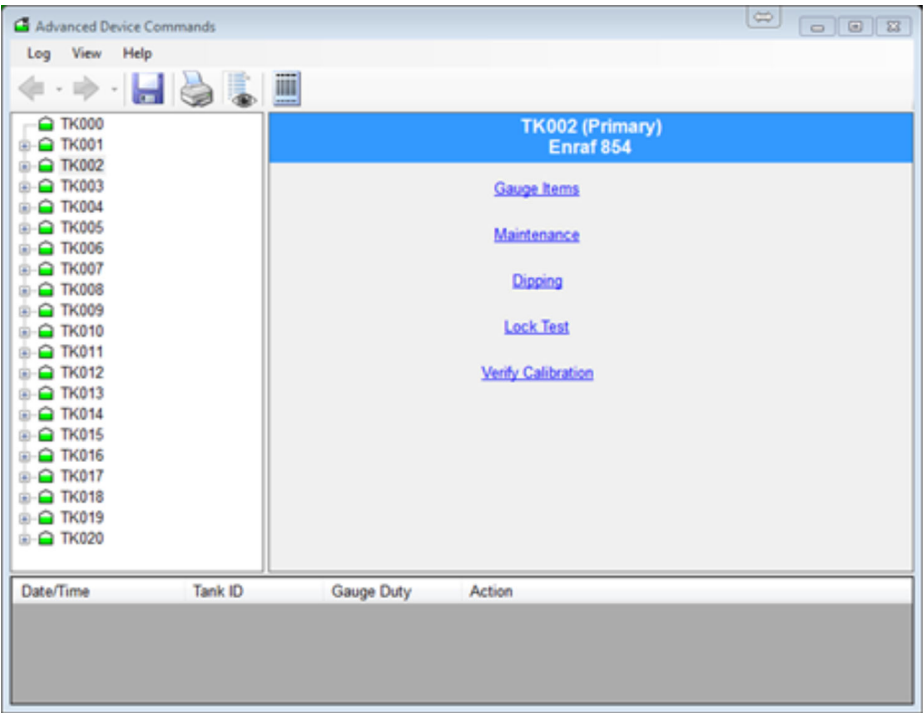 Advanced Device Commands
Log View Help
TK000
TK001
TK002
TK003
TK004
TK005
TK006
TK007
TK008
TK009
TK010
TK011
TK012
TK013
TK014
TK015
TK016
TK017
TK018
TK019
TK020
TK002 (Primary)
Enraf 854
Gauge Items
Maintenance
Dipping
Lock Test
Verify Calibration
Date/Time Tank ID Gauge Duty Action